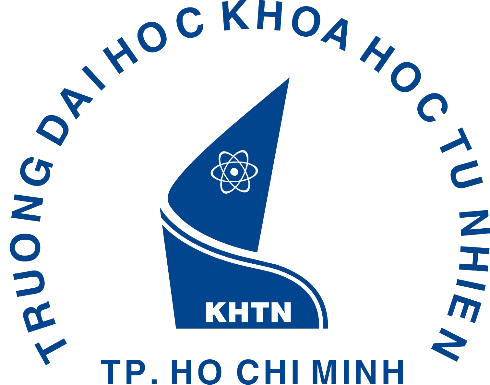 TRUONG DAI HOC KHOA HOC TU NHIEN
KHTN
TP. HO CHI MINH